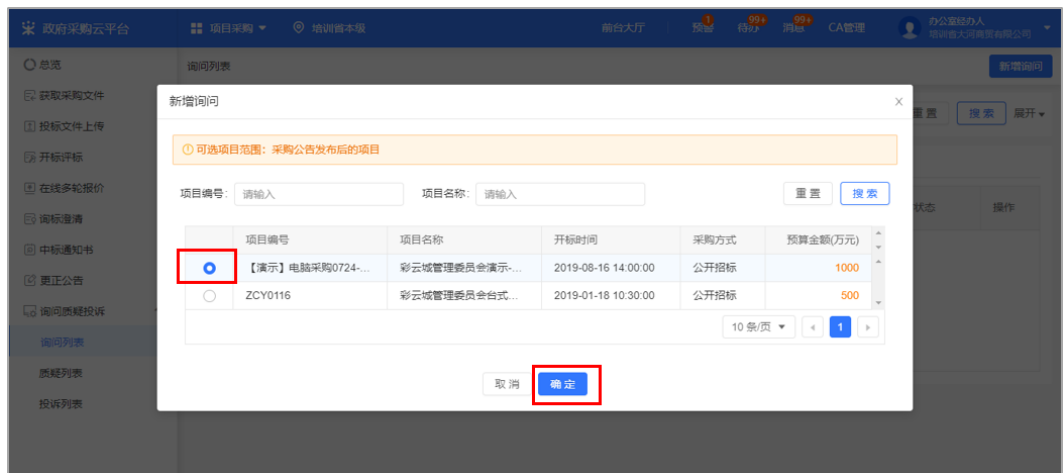 政府采购云平台 项目采购 培训省本级 前台大厅 预警 1 待办 99+ 消息 99+ CA管理 办公室经办人
培训省大河商贸有限公司
总览 询问列表 新增询问
获取采购文件
新增询问
重置 搜索 展开
投标文件上传
可选项目范围：采购公告发布后的项目
开标评标
在线多轮报价
项目编号： 请输入 项目名称： 请输入 重置 搜索
状态 操作
询标澄清
项目编号 项目名称 开标时间 采购方式 预算金额(万元)
中标通知书
【演示】电脑采购0724-... 彩云城管理委员会演示-... 2019-08-16 14:00:00 公开招标 1000
更正公告
ZCY0116 彩云城管理委员会台式... 2019-01-18 10:30:00 公开招标 500
询问质疑投诉
10 条/页 1
询问列表
质疑列表
取消 确定
投诉列表